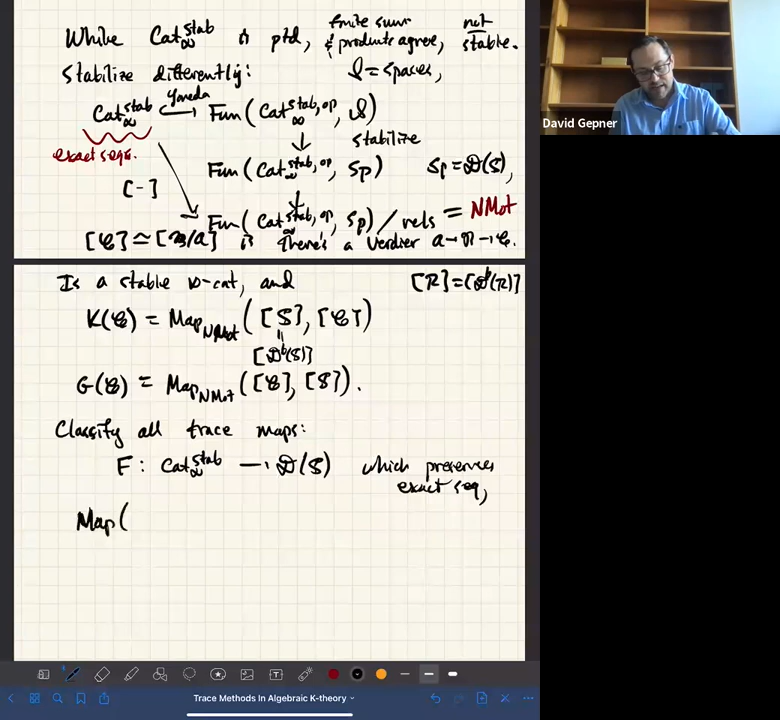 While Cat∞^stab is ptd, finite sums & products agree, not stable.
Stabilize differently: 𝒮 = spaces,
Cat∞^stab ↪ Yoneda Fun(Cat∞^stab,op, 𝒮)
exact seqs. ↓ stabilize
Fun(Cat∞^stab,op, Sp) Sp = 𝒟(𝕊),
[-] ↓
Fun(Cat∞^stab,op, Sp)/rels = NMot
[𝒞] ≃ [ℬ/𝒜] if there's a Verdier 𝒜→ℬ→𝒞.
Is a stable ∞-cat, and [R] = [𝒟ᵇ(R)]
K(𝒞) = Map_NMot([𝕊], [𝒞])
[𝒟ᵇ(𝕊)]
G(𝒞) = Map_NMot([𝒞], [𝕊]).
Classify all trace maps:
F: Cat∞^stab → 𝒟(𝕊) which preserves
exact seq,
Map(
David Gepner
Trace Methods In Algebraic K-theory